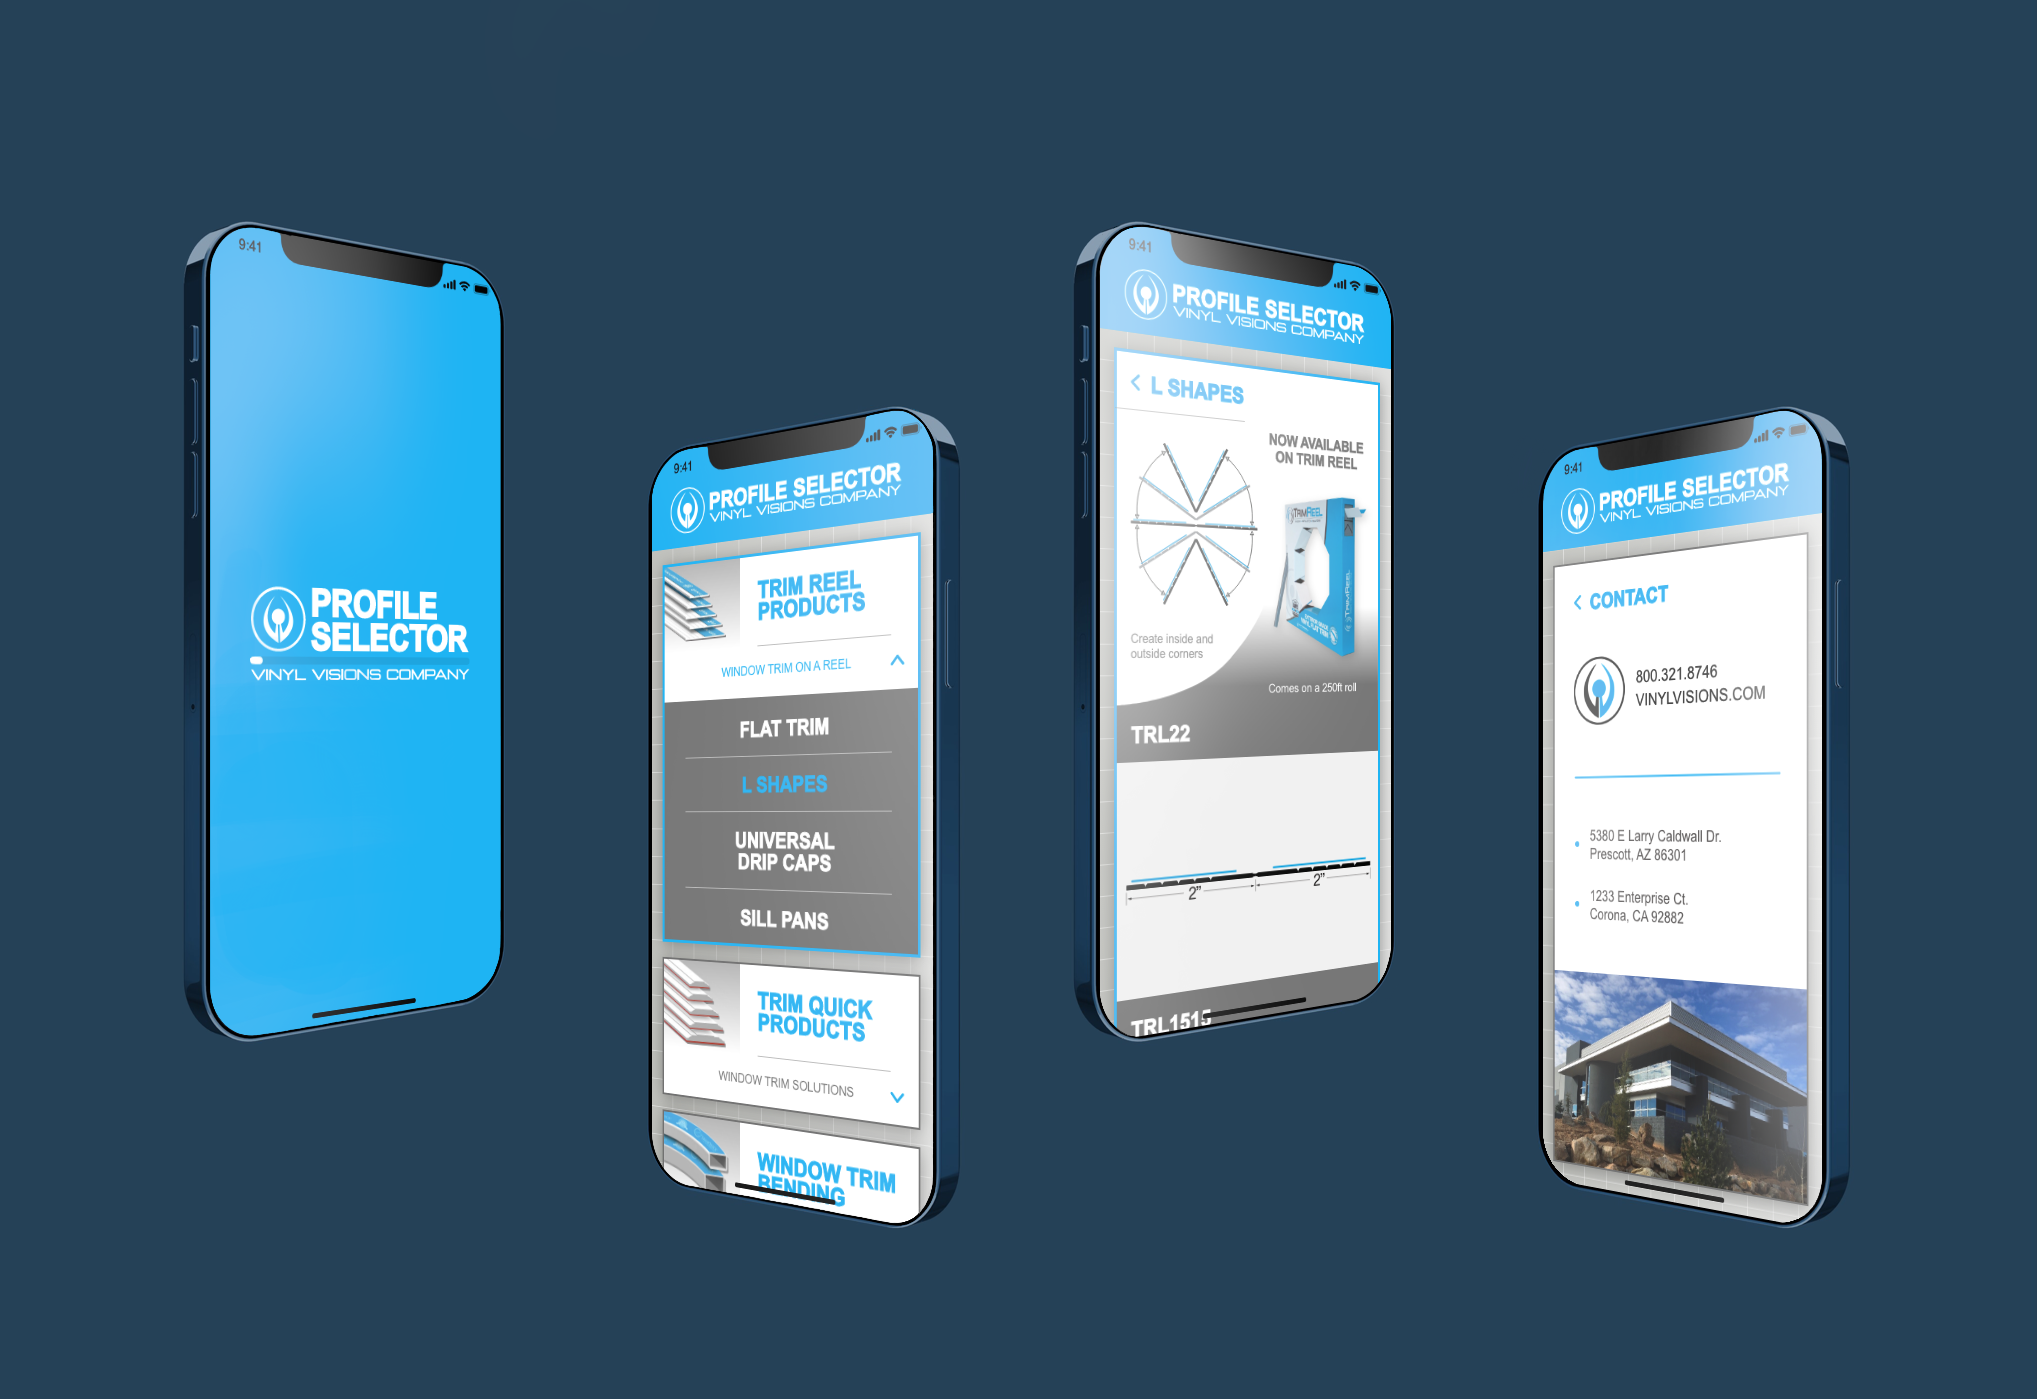 9:41
PROFILE
SELECTOR
VINYL VISIONS COMPANY
9:41
PROFILE SELECTOR
VINYL VISIONS COMPANY
TRIM REEL
PRODUCTS
WINDOW TRIM ON A REEL
FLAT TRIM
L SHAPES
UNIVERSAL
DRIP CAPS
SILL PANS
TRIM QUICK
PRODUCTS
WINDOW TRIM SOLUTIONS
WINDOW TRIM
BENDING
9:41
PROFILE SELECTOR
VINYL VISIONS COMPANY
L SHAPES
NOW AVAILABLE
ON TRIM REEL
TRIMREEL
TRIMREEL
Create inside and
outside corners
Comes on a 250ft roll
TRL22
2” 2”
TRL1515
9:41
PROFILE SELECTOR
VINYL VISIONS COMPANY
CONTACT
800.321.8746
VINYLVISIONS.COM
5380 E Larry Caldwall Dr.
Prescott, AZ 86301
1233 Enterprise Ct.
Corona, CA 92882